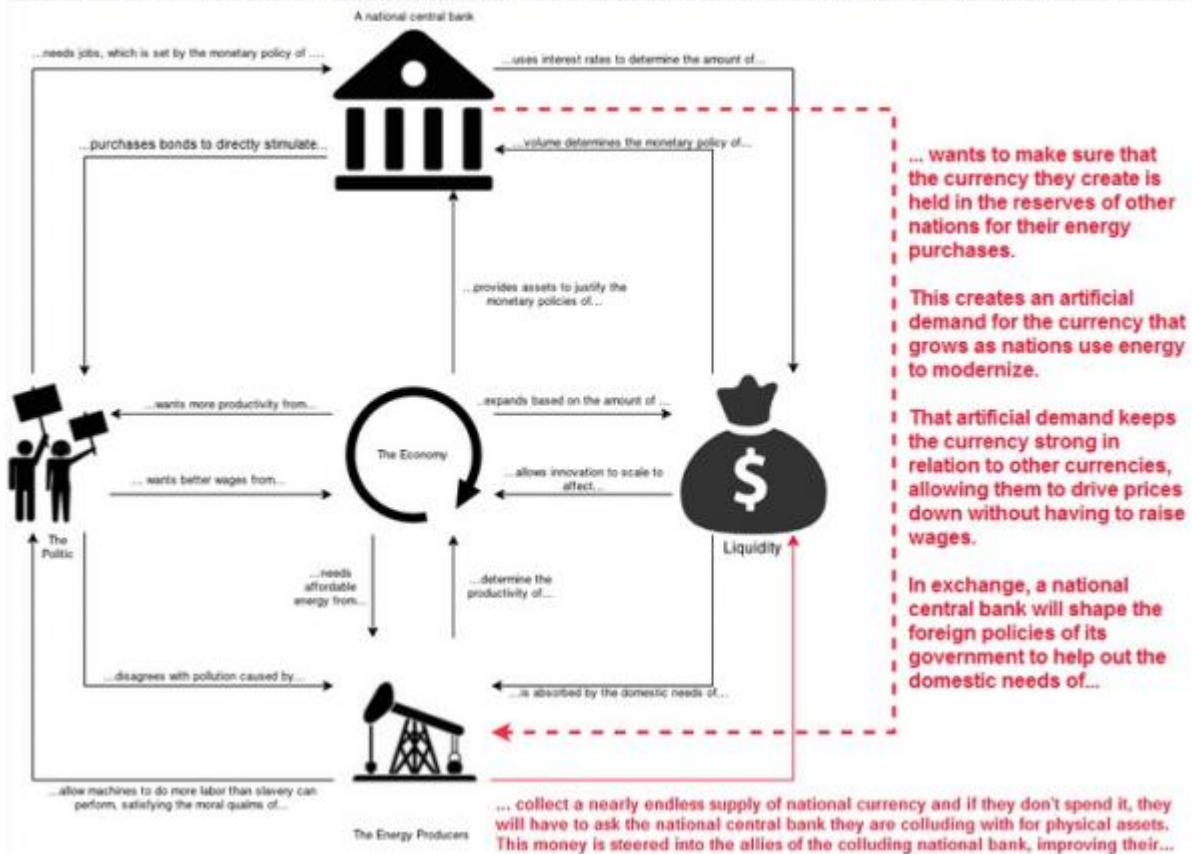 A national central bank
...needs jobs, which is set by the monetary policy of ....
...uses interest rates to determine the amount of...
...purchases bonds to directly stimulate...
...volume determines the monetary policy of...
... wants to make sure that
the currency they create is
held in the reserves of other
nations for their energy
purchases.
This creates an artificial
demand for the currency that
grows as nations use energy
to modernize.
That artificial demand keeps
the currency strong in
relation to other currencies,
allowing them to drive prices
down without having to raise
wages.
In exchange, a national
central bank will shape the
foreign policies of its
government to help out the
domestic needs of...
...provides assets to justify the
monetary policies of...
...wants more productivity from...
...expands based on the amount of ...
The Economy
$
... wants better wages from...
...allows innovation to scale to
affect...
The
Politic
Liquidity
...needs
affordable
energy from...
...determine the
productivity of...
...disagrees with pollution caused by...
...is absorbed by the domestic needs of...
...allow machines to do more labor than slavery can
perform, satisfying the moral qualms of...
The Energy Producers
... collect a nearly endless supply of national currency and if they don't spend it, they
will have to ask the national central bank they are colluding with for physical assets.
This money is steered into the allies of the colluding national bank, improving their...